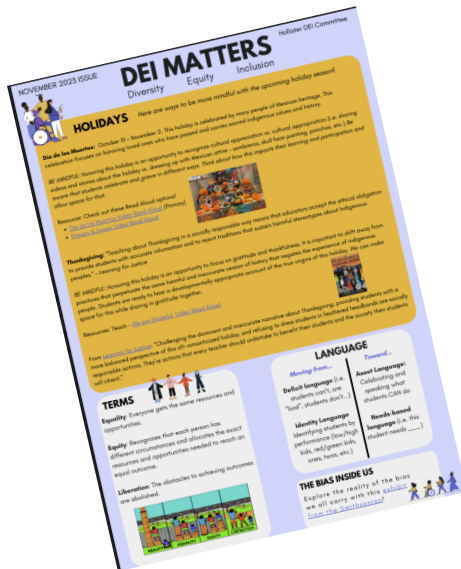 NOVEMBER 2023 ISSUE
DEI MATTERS
Hollister DEI Committee
Diversity Equity Inclusion
HOLIDAYS
Here are ways to be more mindful with the upcoming holiday season!
Dia de los Muertos: October 31 - November 2. This holiday is celebrated by many people of Mexican heritage. This
celebration focuses on honoring loved ones who have passed and carries sacred indigenous values and history.
BE MINDFUL: Honoring this holiday is an opportunity to recognize cultural appreciation vs. cultural appropriation (i.e. sharing
videos and stories about the holiday vs. dressing up with Mexican attire - sombreros, skull face painting, ponchos, etc.) Be
aware that students celebrate and grieve in different ways. Think about how this impacts their learning and participation and
allow space for that.
Resource: Check out these Read Aloud options!
Dia de los Muertos Video Read Aloud (Primary)
Primary & Upper Video Read Aloud
Thanksgiving: "Teaching about Thanksgiving in a socially responsible way means that educators accept the ethical obligation
to provide students with accurate information and to reject traditions that sustain harmful stereotypes about indigenous
peoples." - Learning for Justice
BE MINDFUL: Honoring this holiday is an opportunity to focus on gratitude and thankfulness. It is important to shift away from
practices that perpetuate the same harmful and inaccurate version of history that negates the experience of indigenous
people. Students are ready to hear a developmentally appropriate account of the true origins of this holiday. We can make
space for this while sharing in gratitude together.
Resources: Teach - We are Grateful, Video Read Aloud
From Learning for Justice: "Challenging the dominant and inaccurate narrative about Thanksgiving, providing students with a
more balanced perspective of this oft-romanticized holiday, and refusing to dress students in feathered headbands are socially
responsible actions. They're actions that every teacher should undertake to benefit their students and the society their students
will inherit."
TERMS
Equality: Everyone gets the same resources and
opportunities.
Equity: Recognizes that each person has
different circumstances and allocates the exact
resources and opportunities needed to reach an
equal outcome.
Liberation: The obstacles to achieving outcomes
are abolished.
REALITY EQUALITY EQUITY LIBERATION
LANGUAGE
Moving from...
Deficit language (i.e.
students can't, are
"bad", students don't...)
Identity Language
Identifying students by
performance (low/high
kids, red/green kids,
ones, twos, etc.)
Toward...
Asset Language:
Celebrating and
speaking what
students CAN do
Needs-based
language (i.e. this
student needs ____.)
THE BIAS INSIDE US
Explore the reality of the bias
we all carry with this exhibit
from the Smithsonian!